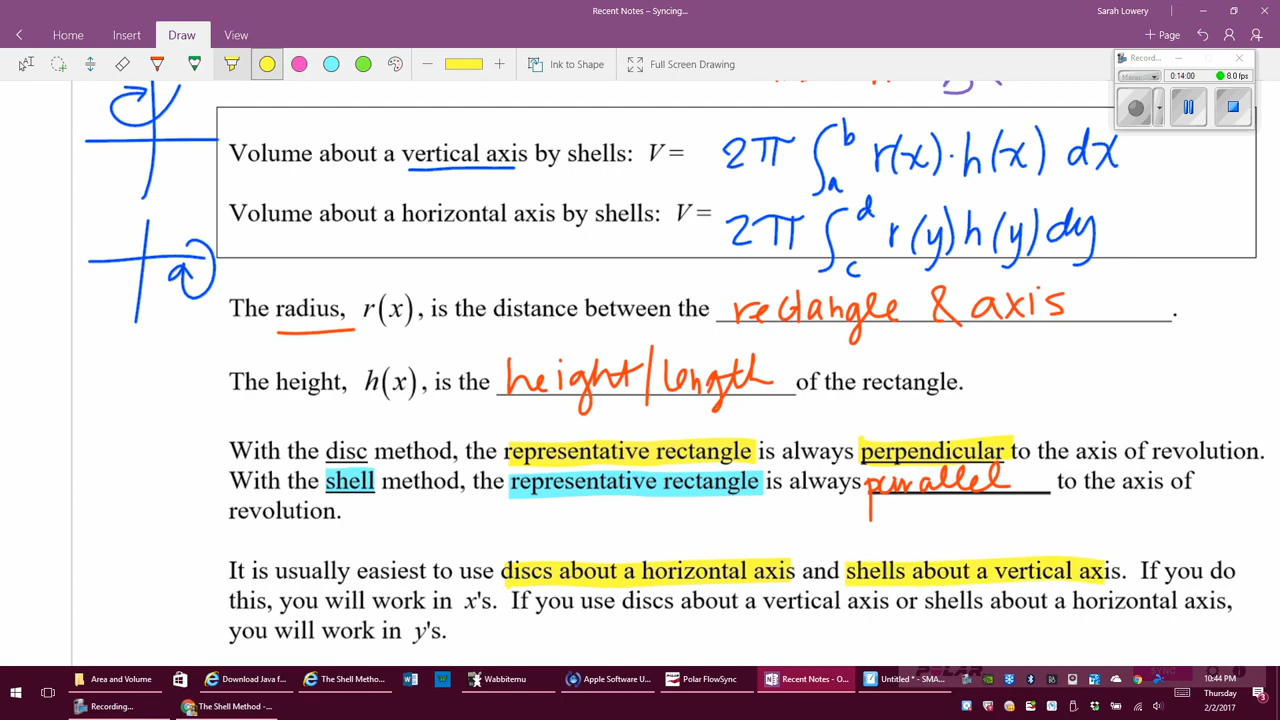 Recent Notes – Syncing...
Sarah Lowery
Home Insert Draw View
+ Page
Ink to Shape Full Screen Drawing
Record...
0:14:00 8.0 fps
Volume about a vertical axis by shells: V = 2π ∫_a^b r(x)·h(x) dx
Volume about a horizontal axis by shells: V = 2π ∫_c^d r(y)h(y)dy
The radius, r(x), is the distance between the rectangle & axis.
The height, h(x), is the height/length of the rectangle.
With the disc method, the representative rectangle is always perpendicular to the axis of revolution.
With the shell method, the representative rectangle is always parallel to the axis of
revolution.
It is usually easiest to use discs about a horizontal axis and shells about a vertical axis. If you do
this, you will work in x's. If you use discs about a vertical axis or shells about a horizontal axis,
you will work in y's.
Area and Volume
Download Java f...
The Shell Metho...
Wabbitemu
Apple Software U...
Polar FlowSync
Recent Notes - O...
Untitled * - SMA...
10:44 PM
Recording...
The Shell Method -...
Thursday
2/2/2017